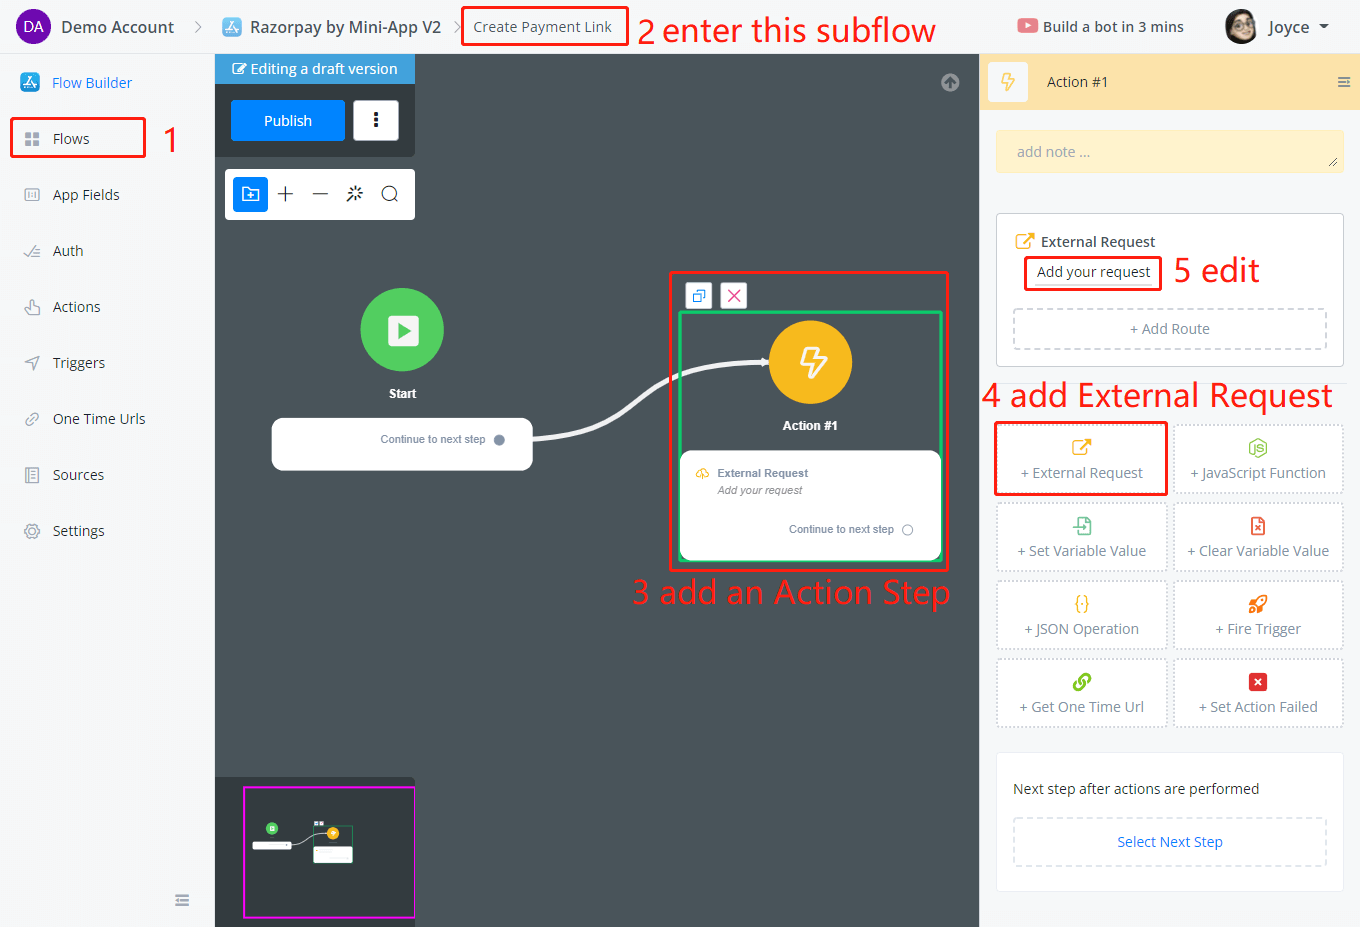 DA Demo Account Razorpay by Mini-App V2 Create Payment Link 2 enter this subflow Build a bot in 3 mins Joyce
Flow Builder
Flows 1
App Fields
Auth
Actions
Triggers
One Time Urls
Sources
Settings
Editing a draft version
Publish
Start
Continue to next step
Action #1
External Request
Add your request
Continue to next step
3 add an Action Step
Action #1
add note ...
External Request
Add your request 5 edit
+ Add Route
4 add External Request
+ External Request
+ JavaScript Function
+ Set Variable Value
+ Clear Variable Value
+ JSON Operation
+ Fire Trigger
+ Get One Time Url
+ Set Action Failed
Next step after actions are performed
Select Next Step